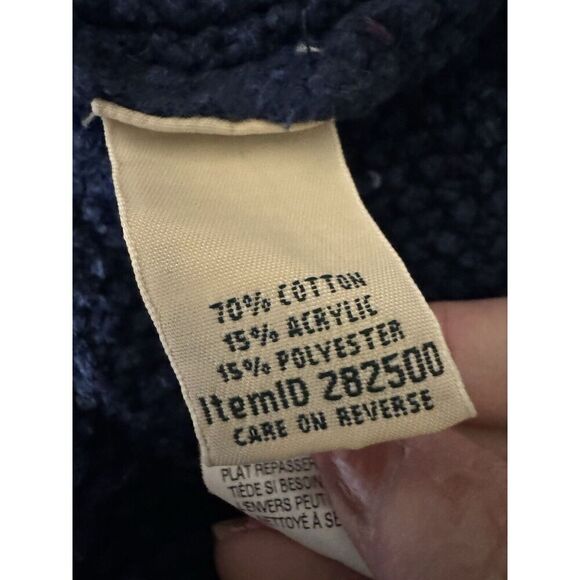 70% COTTON
15% ACRYLIC
15% POLYESTER
ItemID 282500
CARE ON REVERSE
PLAT REPASSER
TIÈDE SI BESOIN
L'ENVERS PEUT
NETTOYÉ À SE